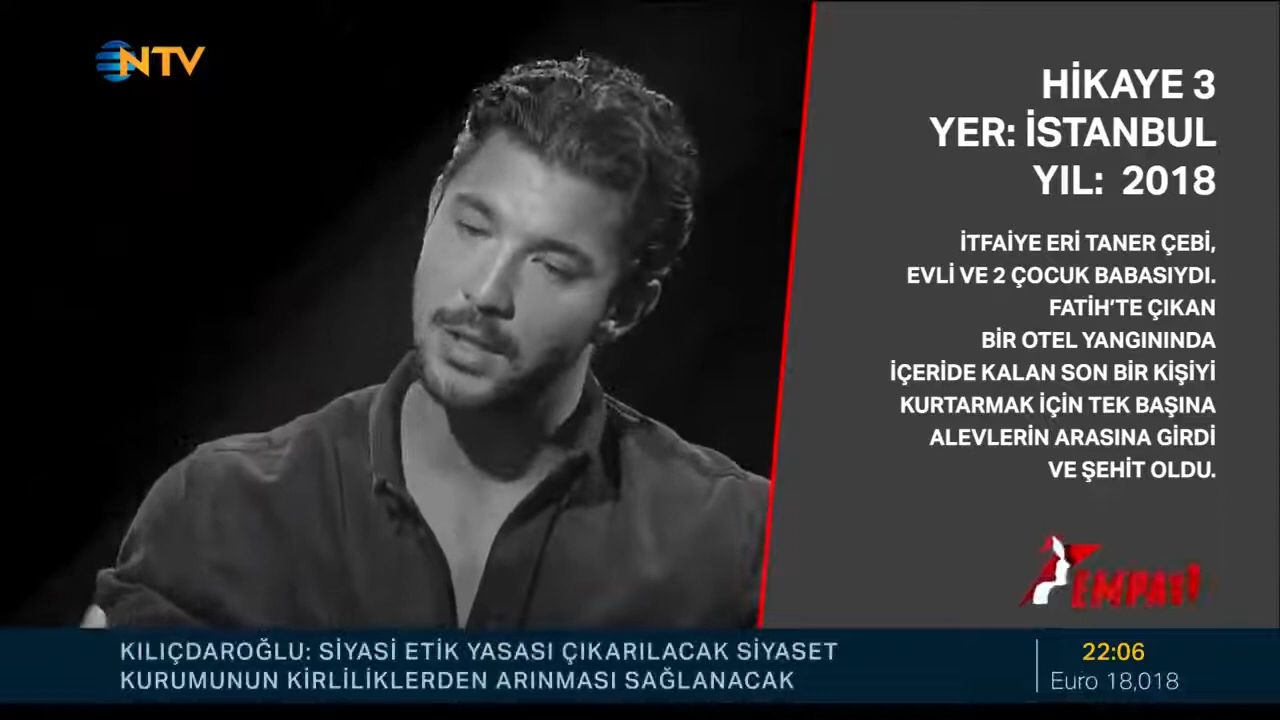 NTV
HİKAYE 3
YER: İSTANBUL
YIL: 2018
İTFAİYE ERİ TANER ÇEBİ,
EVLİ VE 2 ÇOCUK BABASIYDI.
FATİH'TE ÇIKAN
BİR OTEL YANGININDA
İÇERİDE KALAN SON BİR KİŞİYİ
KURTARMAK İÇİN TEK BAŞINA
ALEVLERİN ARASINA GİRDİ
VE ŞEHİT OLDU.
EMPATİ
KILIÇDAROĞLU: SİYASİ ETİK YASASI ÇIKARILACAK SİYASET
KURUMUNUN KİRLİLİKLERDEN ARINMASI SAĞLANACAK
22:06
Euro 18,018